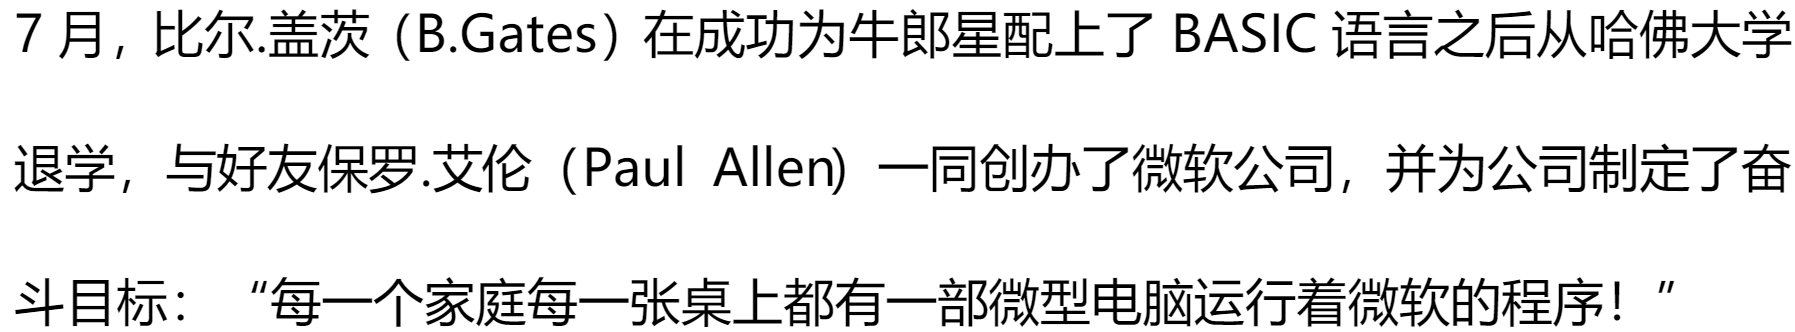 7 月，比尔.盖茨（B.Gates）在成功为牛郎星配上了 BASIC 语言之后从哈佛大学
退学，与好友保罗.艾伦（Paul Allen）一同创办了微软公司，并为公司制定了奋
斗目标：“每一个家庭每一张桌上都有一部微型电脑运行着微软的程序！”